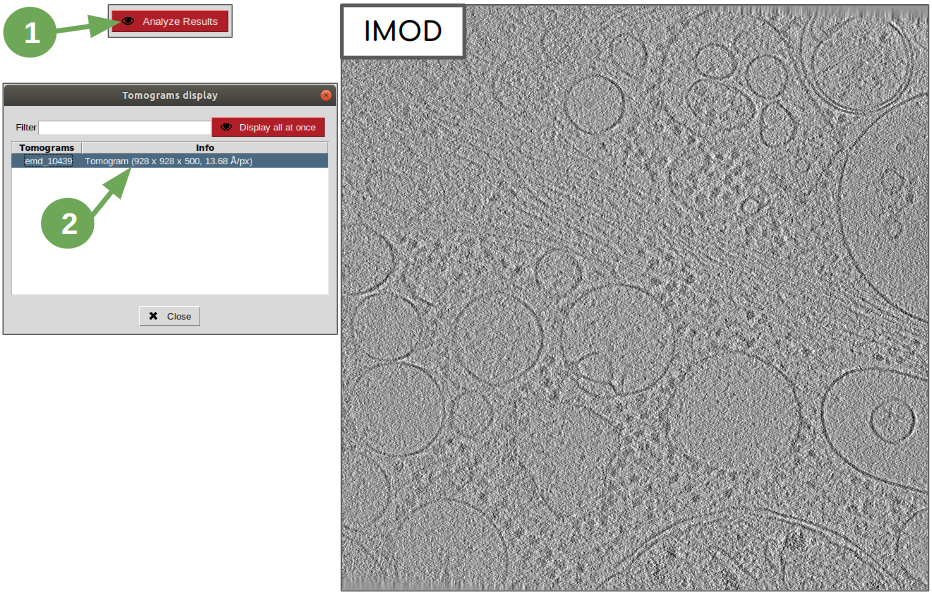 1
Analyze Results
IMOD
Tomograms display
Filter
Display all at once
Tomograms Info
emd_10439 Tomogram (928 x 928 x 500, 13.68 Å/px)
2
Close